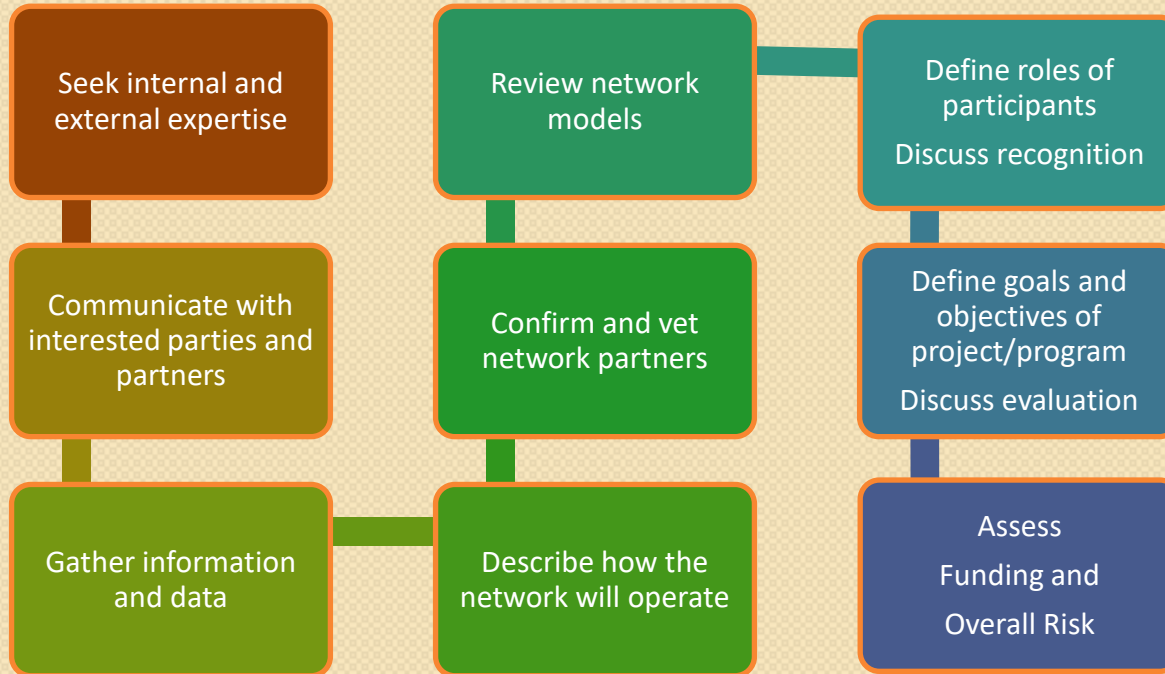 Seek internal and
external expertise
Communicate with
interested parties and
partners
Gather information
and data
Describe how the
network will operate
Confirm and vet
network partners
Review network
models
Define roles of
participants
Discuss recognition
Define goals and
objectives of
project/program
Discuss evaluation
Assess
Funding and
Overall Risk